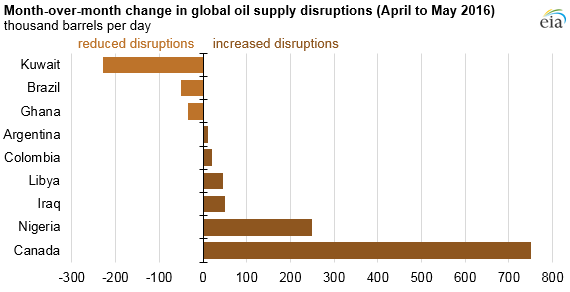 Month-over-month change in global oil supply disruptions (April to May 2016)
thousand barrels per day
eia
reduced disruptions increased disruptions
Kuwait
Brazil
Ghana
Argentina
Colombia
Libya
Iraq
Nigeria
Canada
-300 -200 -100 0 100 200 300 400 500 600 700 800